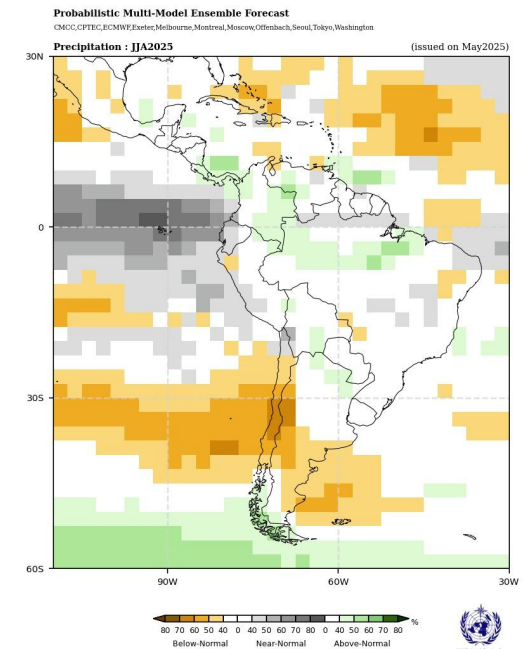 Probabilistic Multi-Model Ensemble Forecast
CMCC,CPTEC,ECMWF,Exeter,Melbourne,Montreal,Moscow,Offenbach,Seoul,Tokyo,Washington
Precipitation : JJA2025 (issued on May2025)
30N
0
30S
60S
90W 60W 30W
80 70 60 50 40 0 40 50 60 70 80 0 40 50 60 70 80 %
Below-Normal Near-Normal Above-Normal